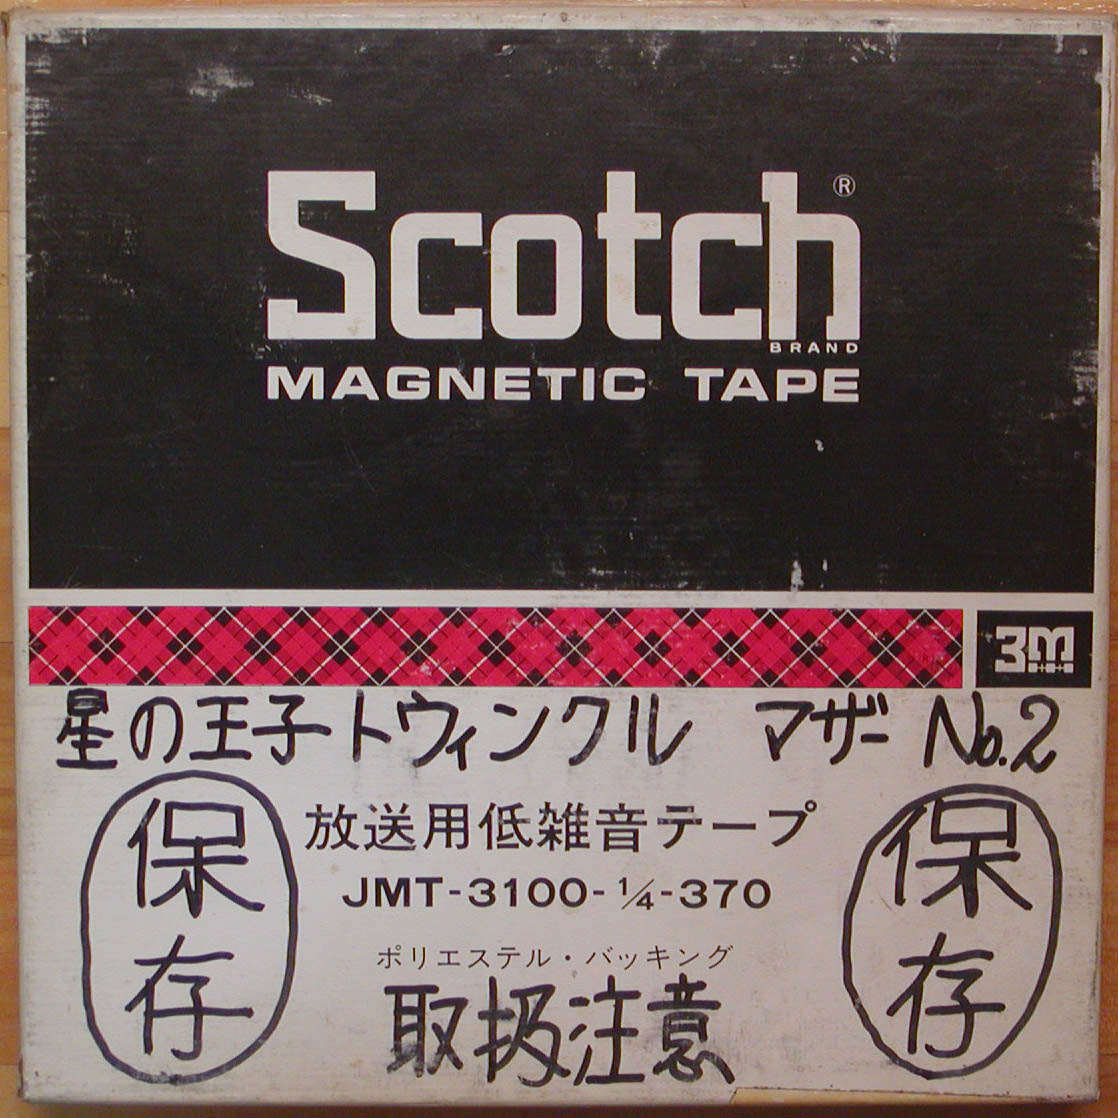 Scotch®
BRAND
MAGNETIC TAPE
3M
星の王子トウィンクル マザー No.2
保存
放送用低雑音テープ
JMT-3100-¼-370
保存
ポリエステル・バッキング
取扱注意